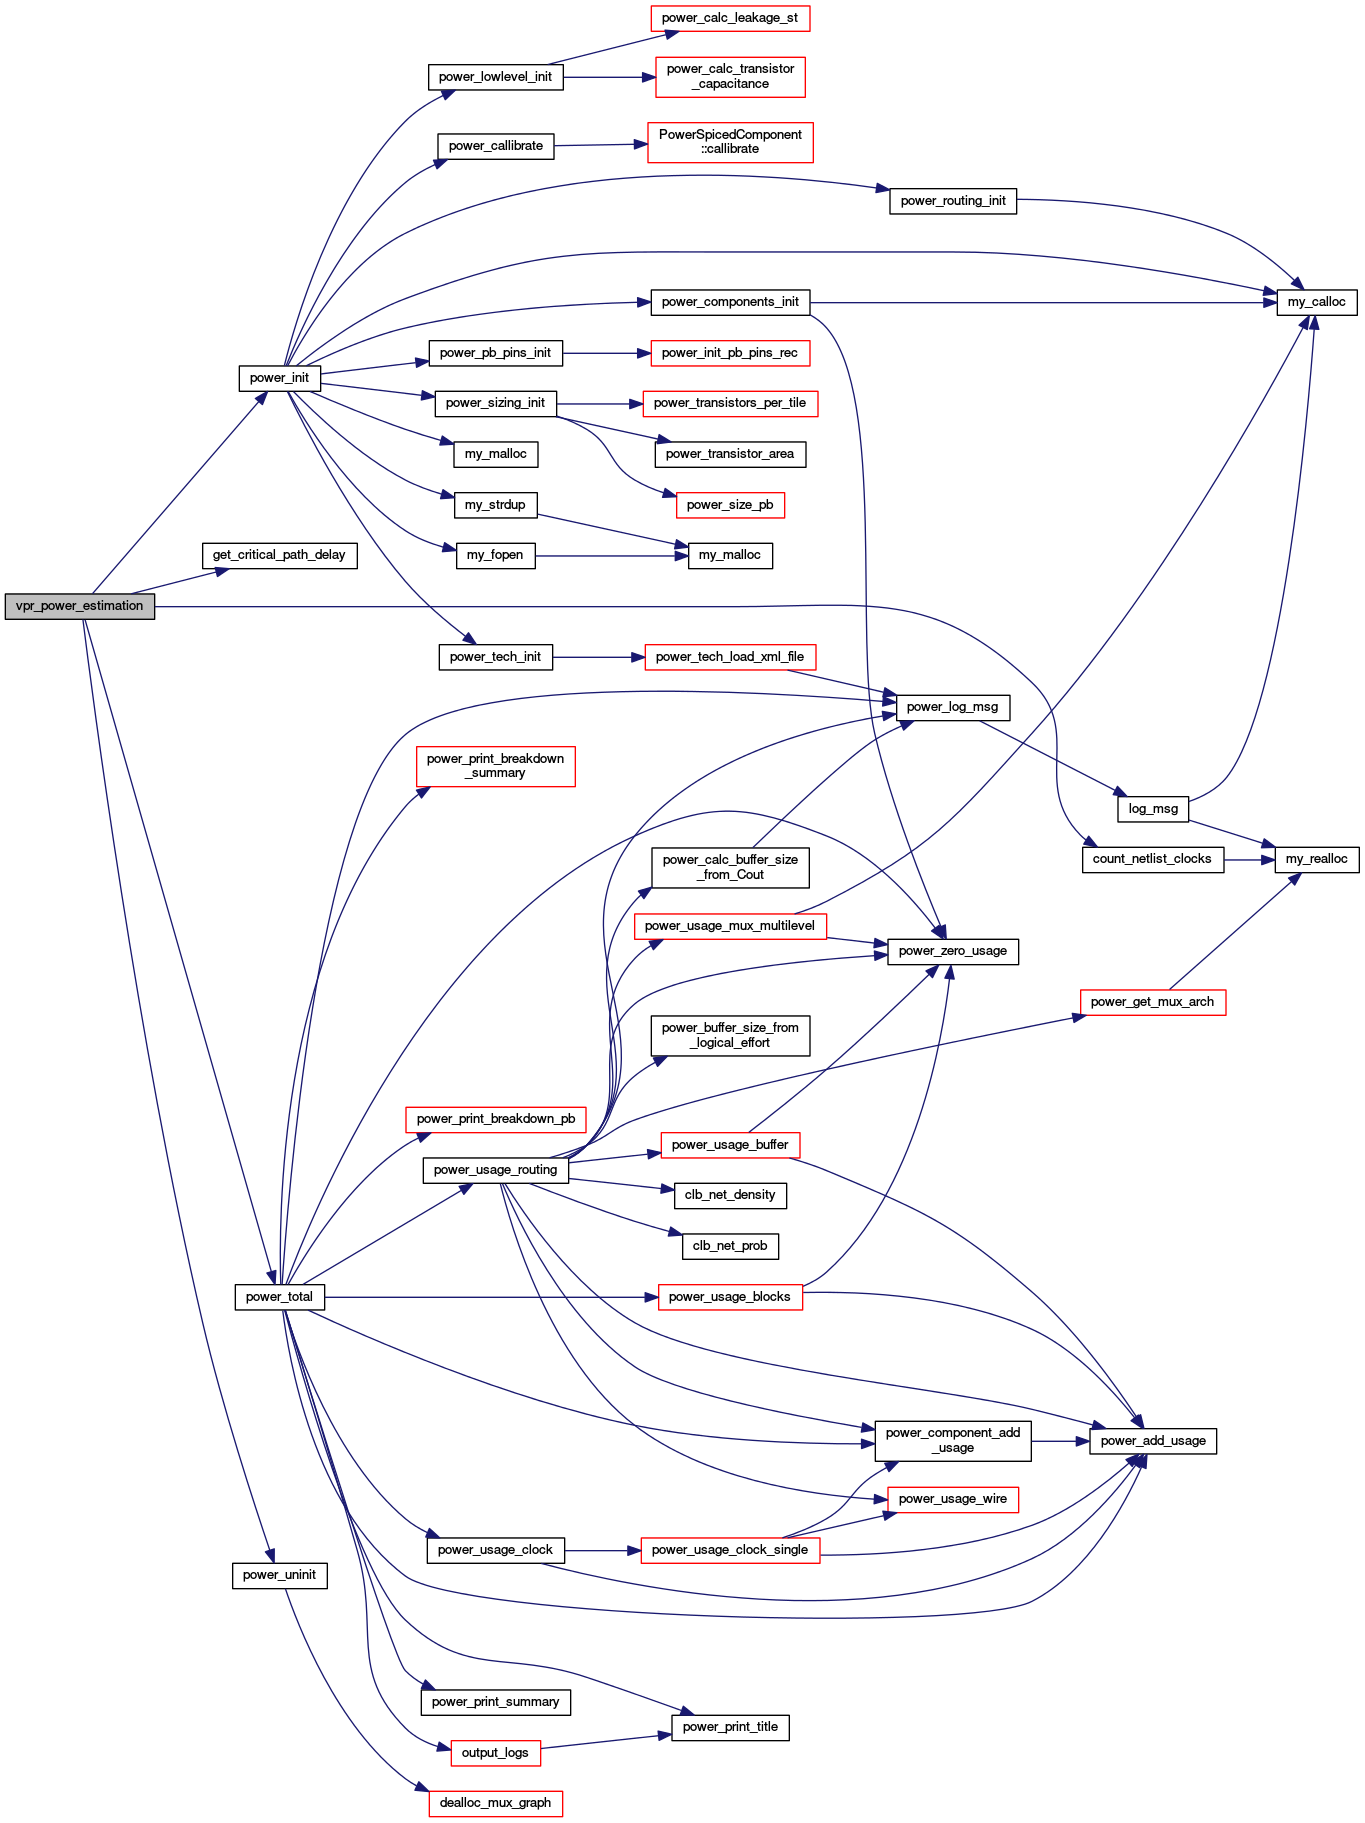 power_calc_leakage_st
power_lowlevel_init
power_calc_transistor
_capacitance
power_callibrate
PowerSpicedComponent
::callibrate
power_routing_init
my_calloc
power_components_init
power_pb_pins_init
power_init_pb_pins_rec
power_init
power_sizing_init
power_transistors_per_tile
my_malloc
power_transistor_area
my_strdup
power_size_pb
get_critical_path_delay
my_fopen
my_malloc
vpr_power_estimation
power_tech_init
power_tech_load_xml_file
power_log_msg
power_print_breakdown
_summary
log_msg
power_calc_buffer_size
_from_Cout
count_netlist_clocks
my_realloc
power_usage_mux_multilevel
power_zero_usage
power_get_mux_arch
power_buffer_size_from
_logical_effort
power_print_breakdown_pb
power_usage_buffer
power_usage_routing
clb_net_density
clb_net_prob
power_total
power_usage_blocks
power_component_add
_usage
power_add_usage
power_usage_wire
power_usage_clock
power_usage_clock_single
power_uninit
power_print_summary
power_print_title
output_logs
dealloc_mux_graph